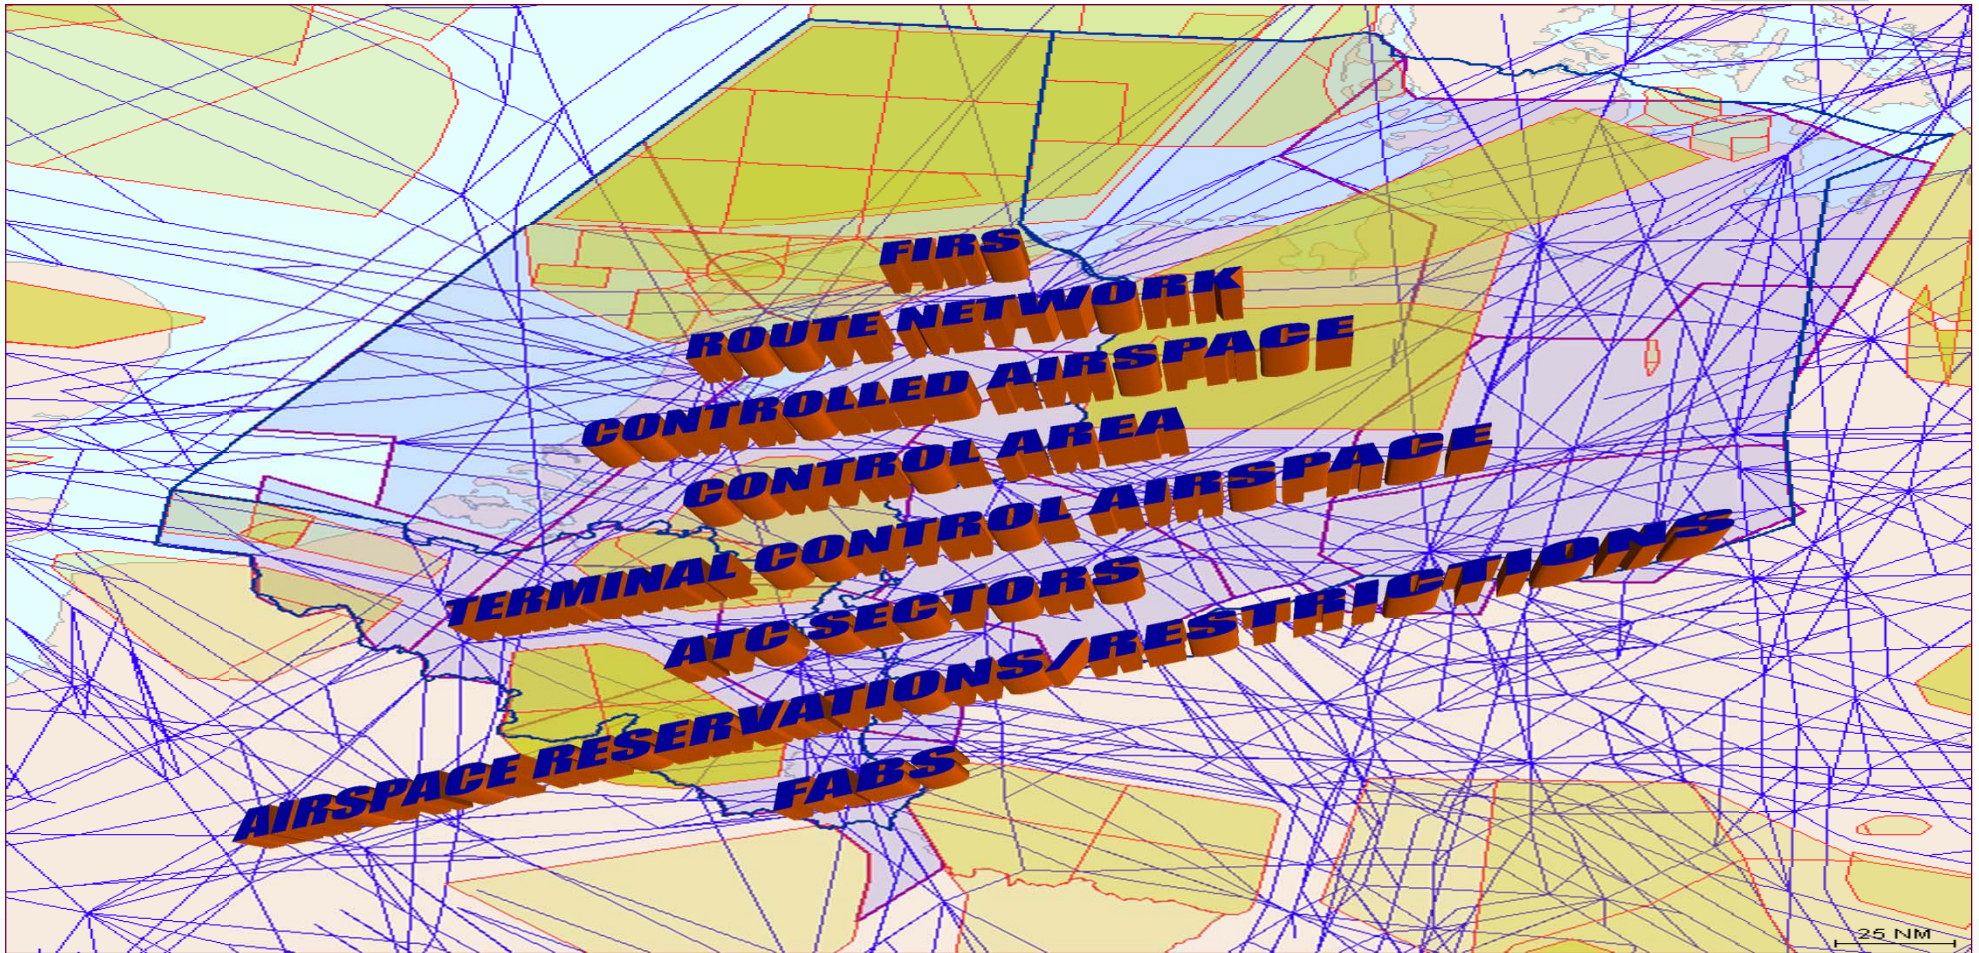 FIRS
ROUTE NETWORK
CONTROLLED AIRSPACE
CONTROL AREA
TERMINAL CONTROL AIRSPACE
ATC SECTORS
AIRSPACE RESERVATIONS/RESTRICTIONS
FABS
25 NM